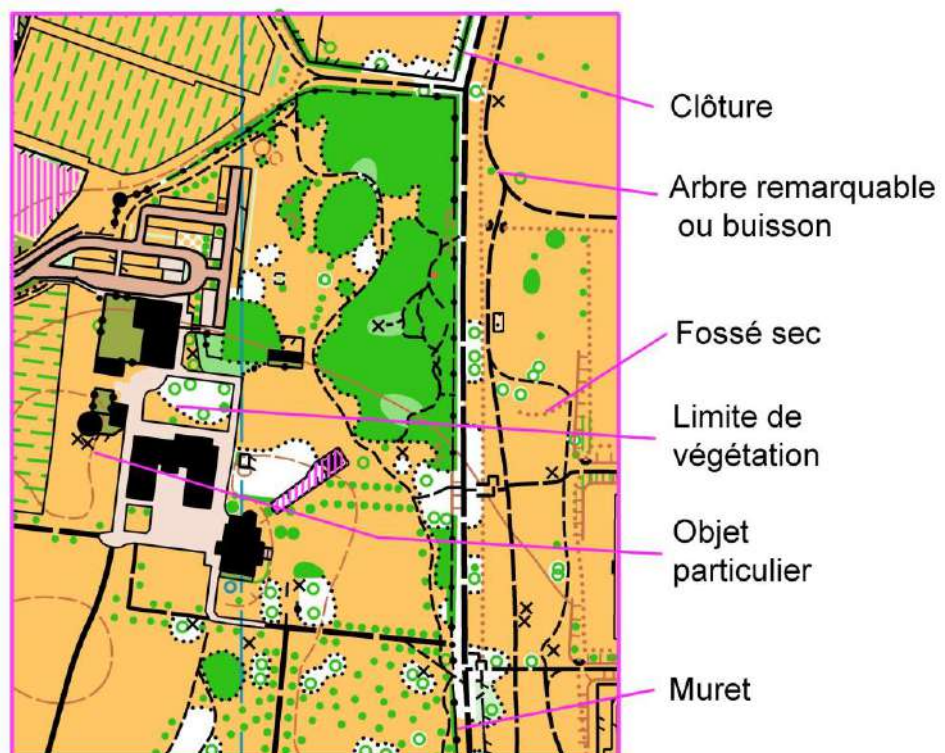 Clôture
Arbre remarquable
ou buisson
Fossé sec
Limite de
végétation
Objet
particulier
Muret